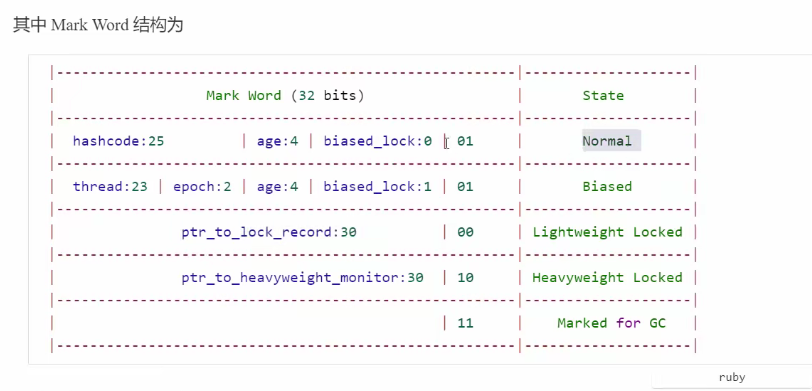 其中 Mark Word 结构为
|-------------------------------------------------------|--------------------|
|                  Mark Word (32 bits)                  |       State        |
|-------------------------------------------------------|--------------------|
|  hashcode:25         | age:4 | biased_lock:0 | 01     |       Normal       |
|-------------------------------------------------------|--------------------|
|  thread:23 | epoch:2 | age:4 | biased_lock:1 | 01     |       Biased       |
|-------------------------------------------------------|--------------------|
|              ptr_to_lock_record:30           | 00     | Lightweight Locked |
|-------------------------------------------------------|--------------------|
|              ptr_to_heavyweight_monitor:30   | 10     | Heavyweight Locked |
|-------------------------------------------------------|--------------------|
|                                              | 11     |    Marked for GC   |
|-------------------------------------------------------|--------------------|
ruby